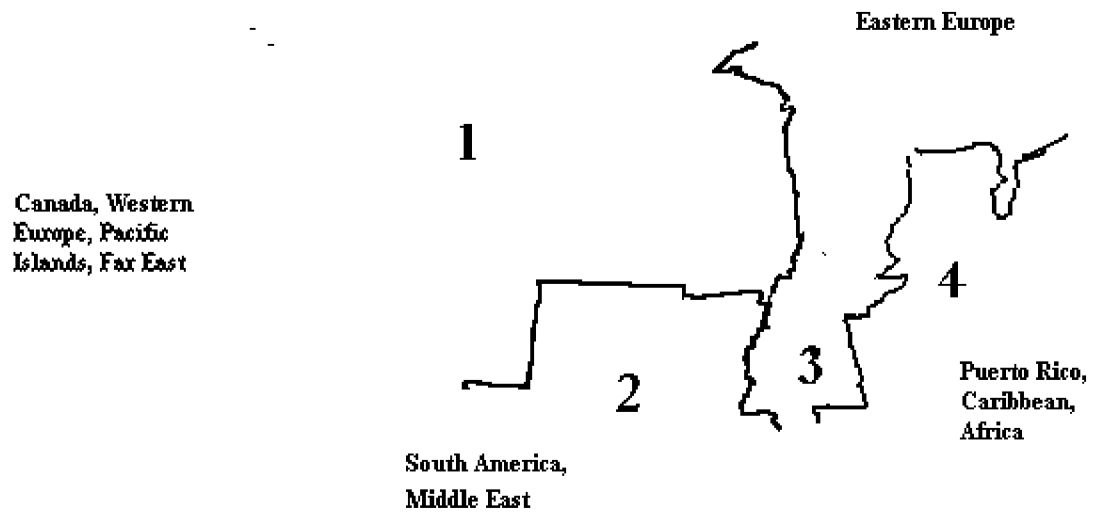 Eastern Europe
1
Canada, Western
Europe, Pacific
Islands, Far East
4
3
2
Puerto Rico,
Caribbean,
Africa
South America,
Middle East